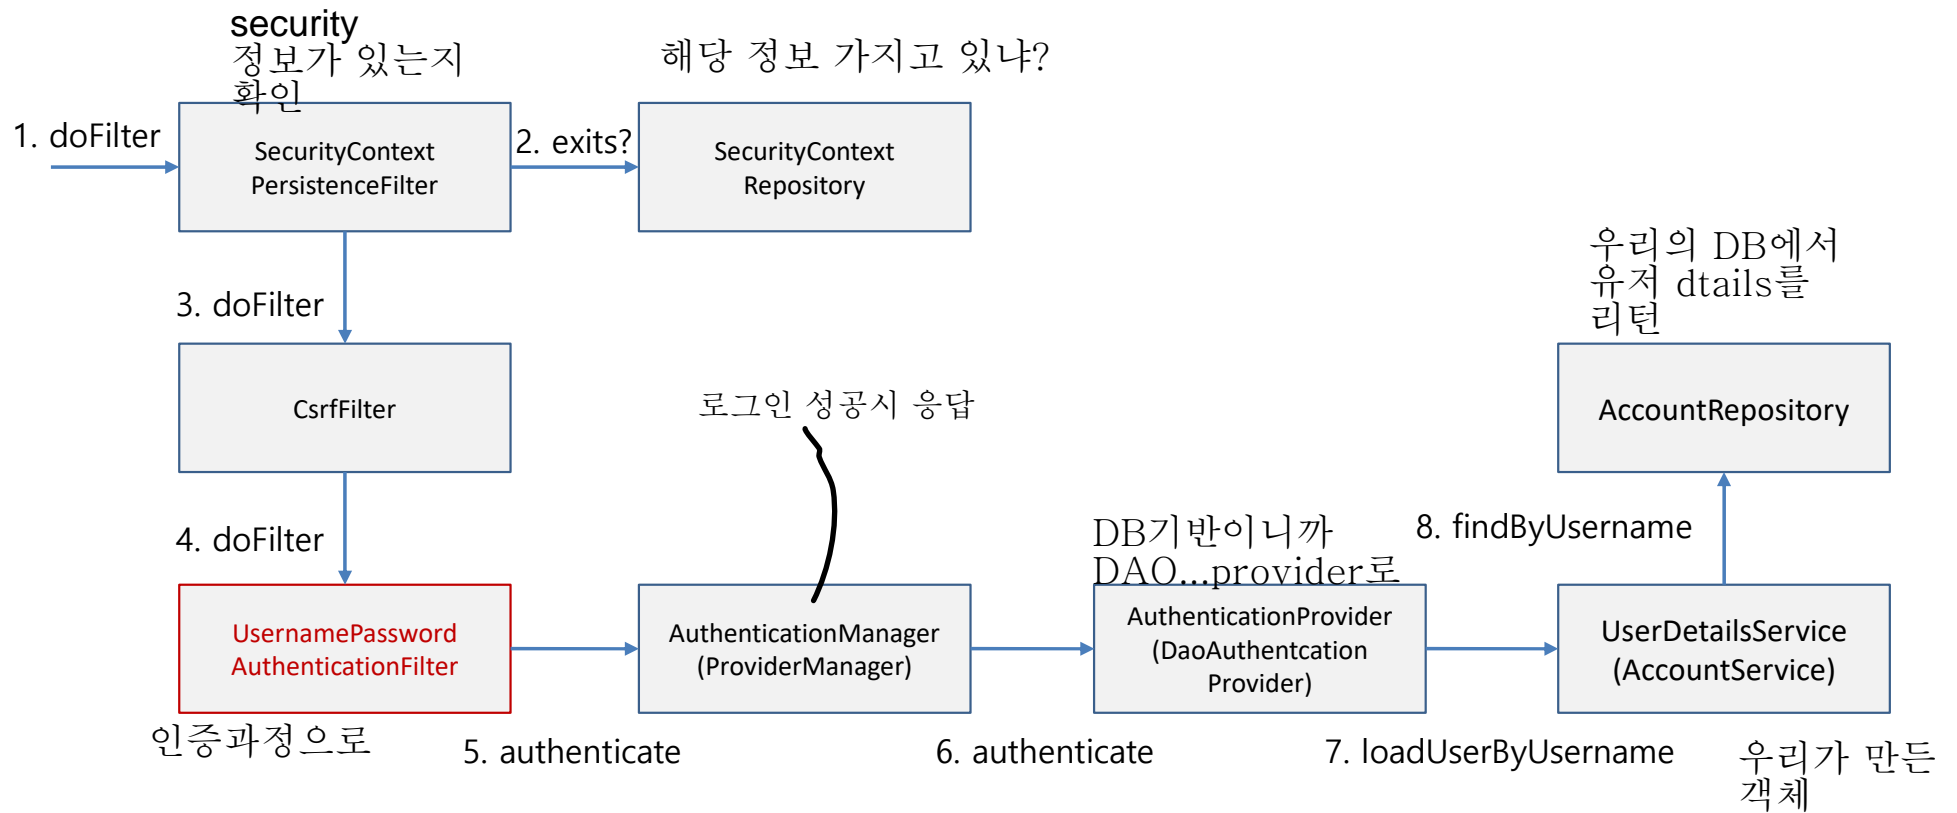 security
정보가 있는지
확인
해당 정보 가지고 있냐?
1. doFilter
SecurityContext
PersistenceFilter
2. exits?
SecurityContext
Repository
우리의 DB에서
유저 dtails를
리턴
3. doFilter
CsrfFilter
로그인 성공시 응답
AccountRepository
4. doFilter
DB기반이니까
DAO...provider로
8. findByUsername
UsernamePassword
AuthenticationFilter
AuthenticationManager
(ProviderManager)
AuthenticationProvider
(DaoAuthentcation
Provider)
UserDetailsService
(AccountService)
인증과정으로
5. authenticate
6. authenticate
7. loadUserByUsername
우리가 만든
객체